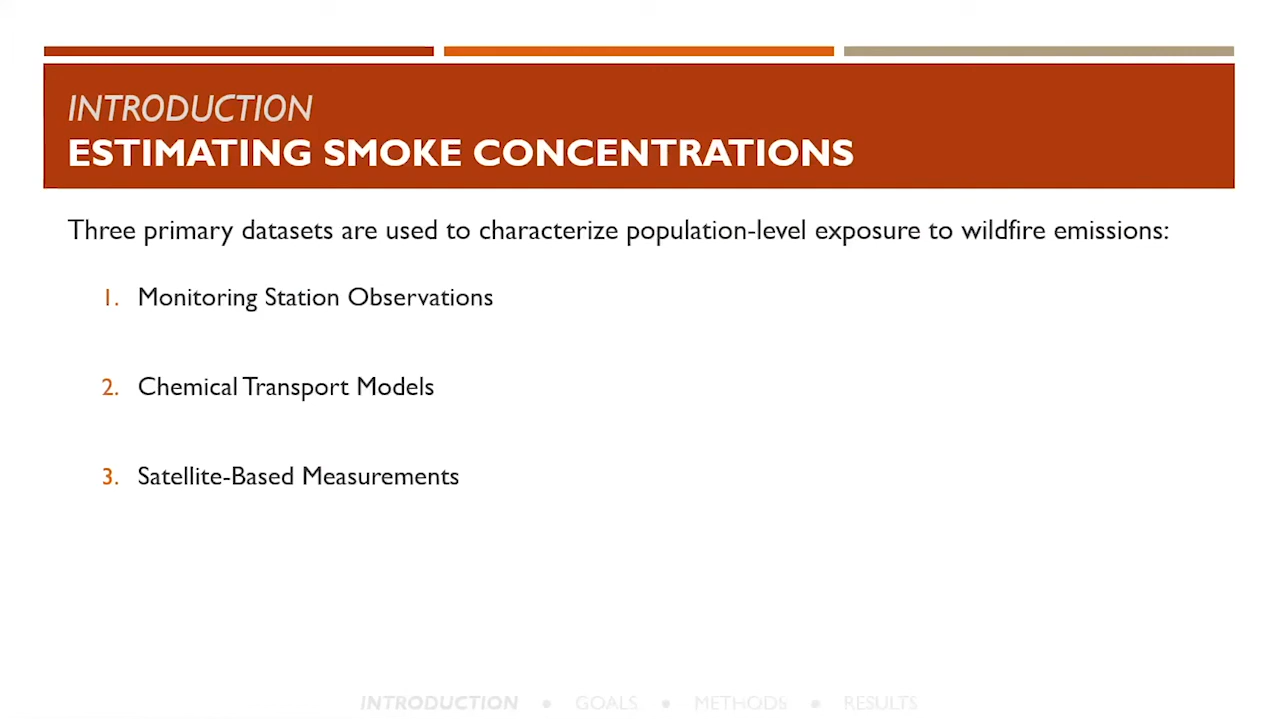 INTRODUCTION
ESTIMATING SMOKE CONCENTRATIONS
Three primary datasets are used to characterize population-level exposure to wildfire emissions:
1. Monitoring Station Observations
2. Chemical Transport Models
3. Satellite-Based Measurements
INTRODUCTION • GOALS • METHODS • RESULTS